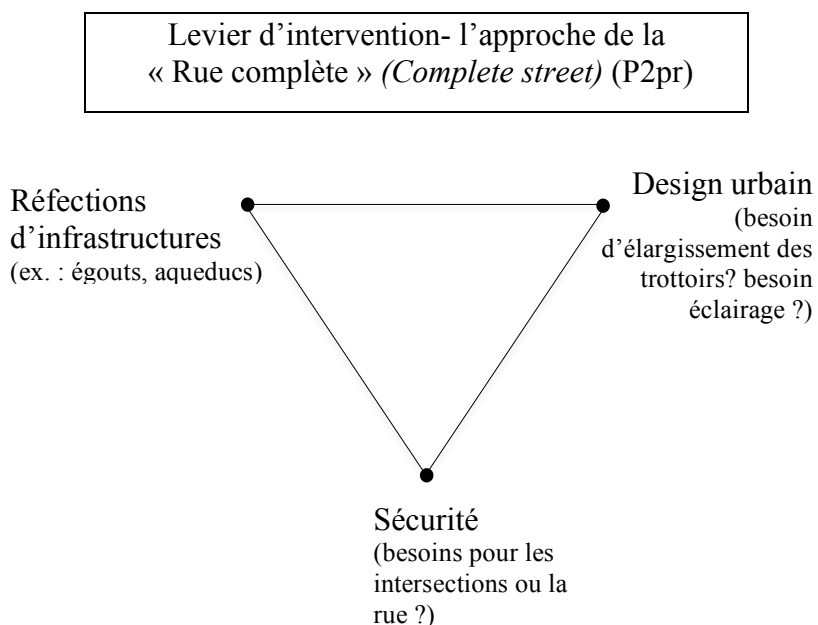 Levier d’intervention- l’approche de la
« Rue complète » (Complete street) (P2pr)
Réfections
d’infrastructures
(ex. : égouts, aqueducs)
Design urbain
(besoin
d’élargissement des
trottoirs? besoin
éclairage ?)
Sécurité
(besoins pour les
intersections ou la
rue ?)